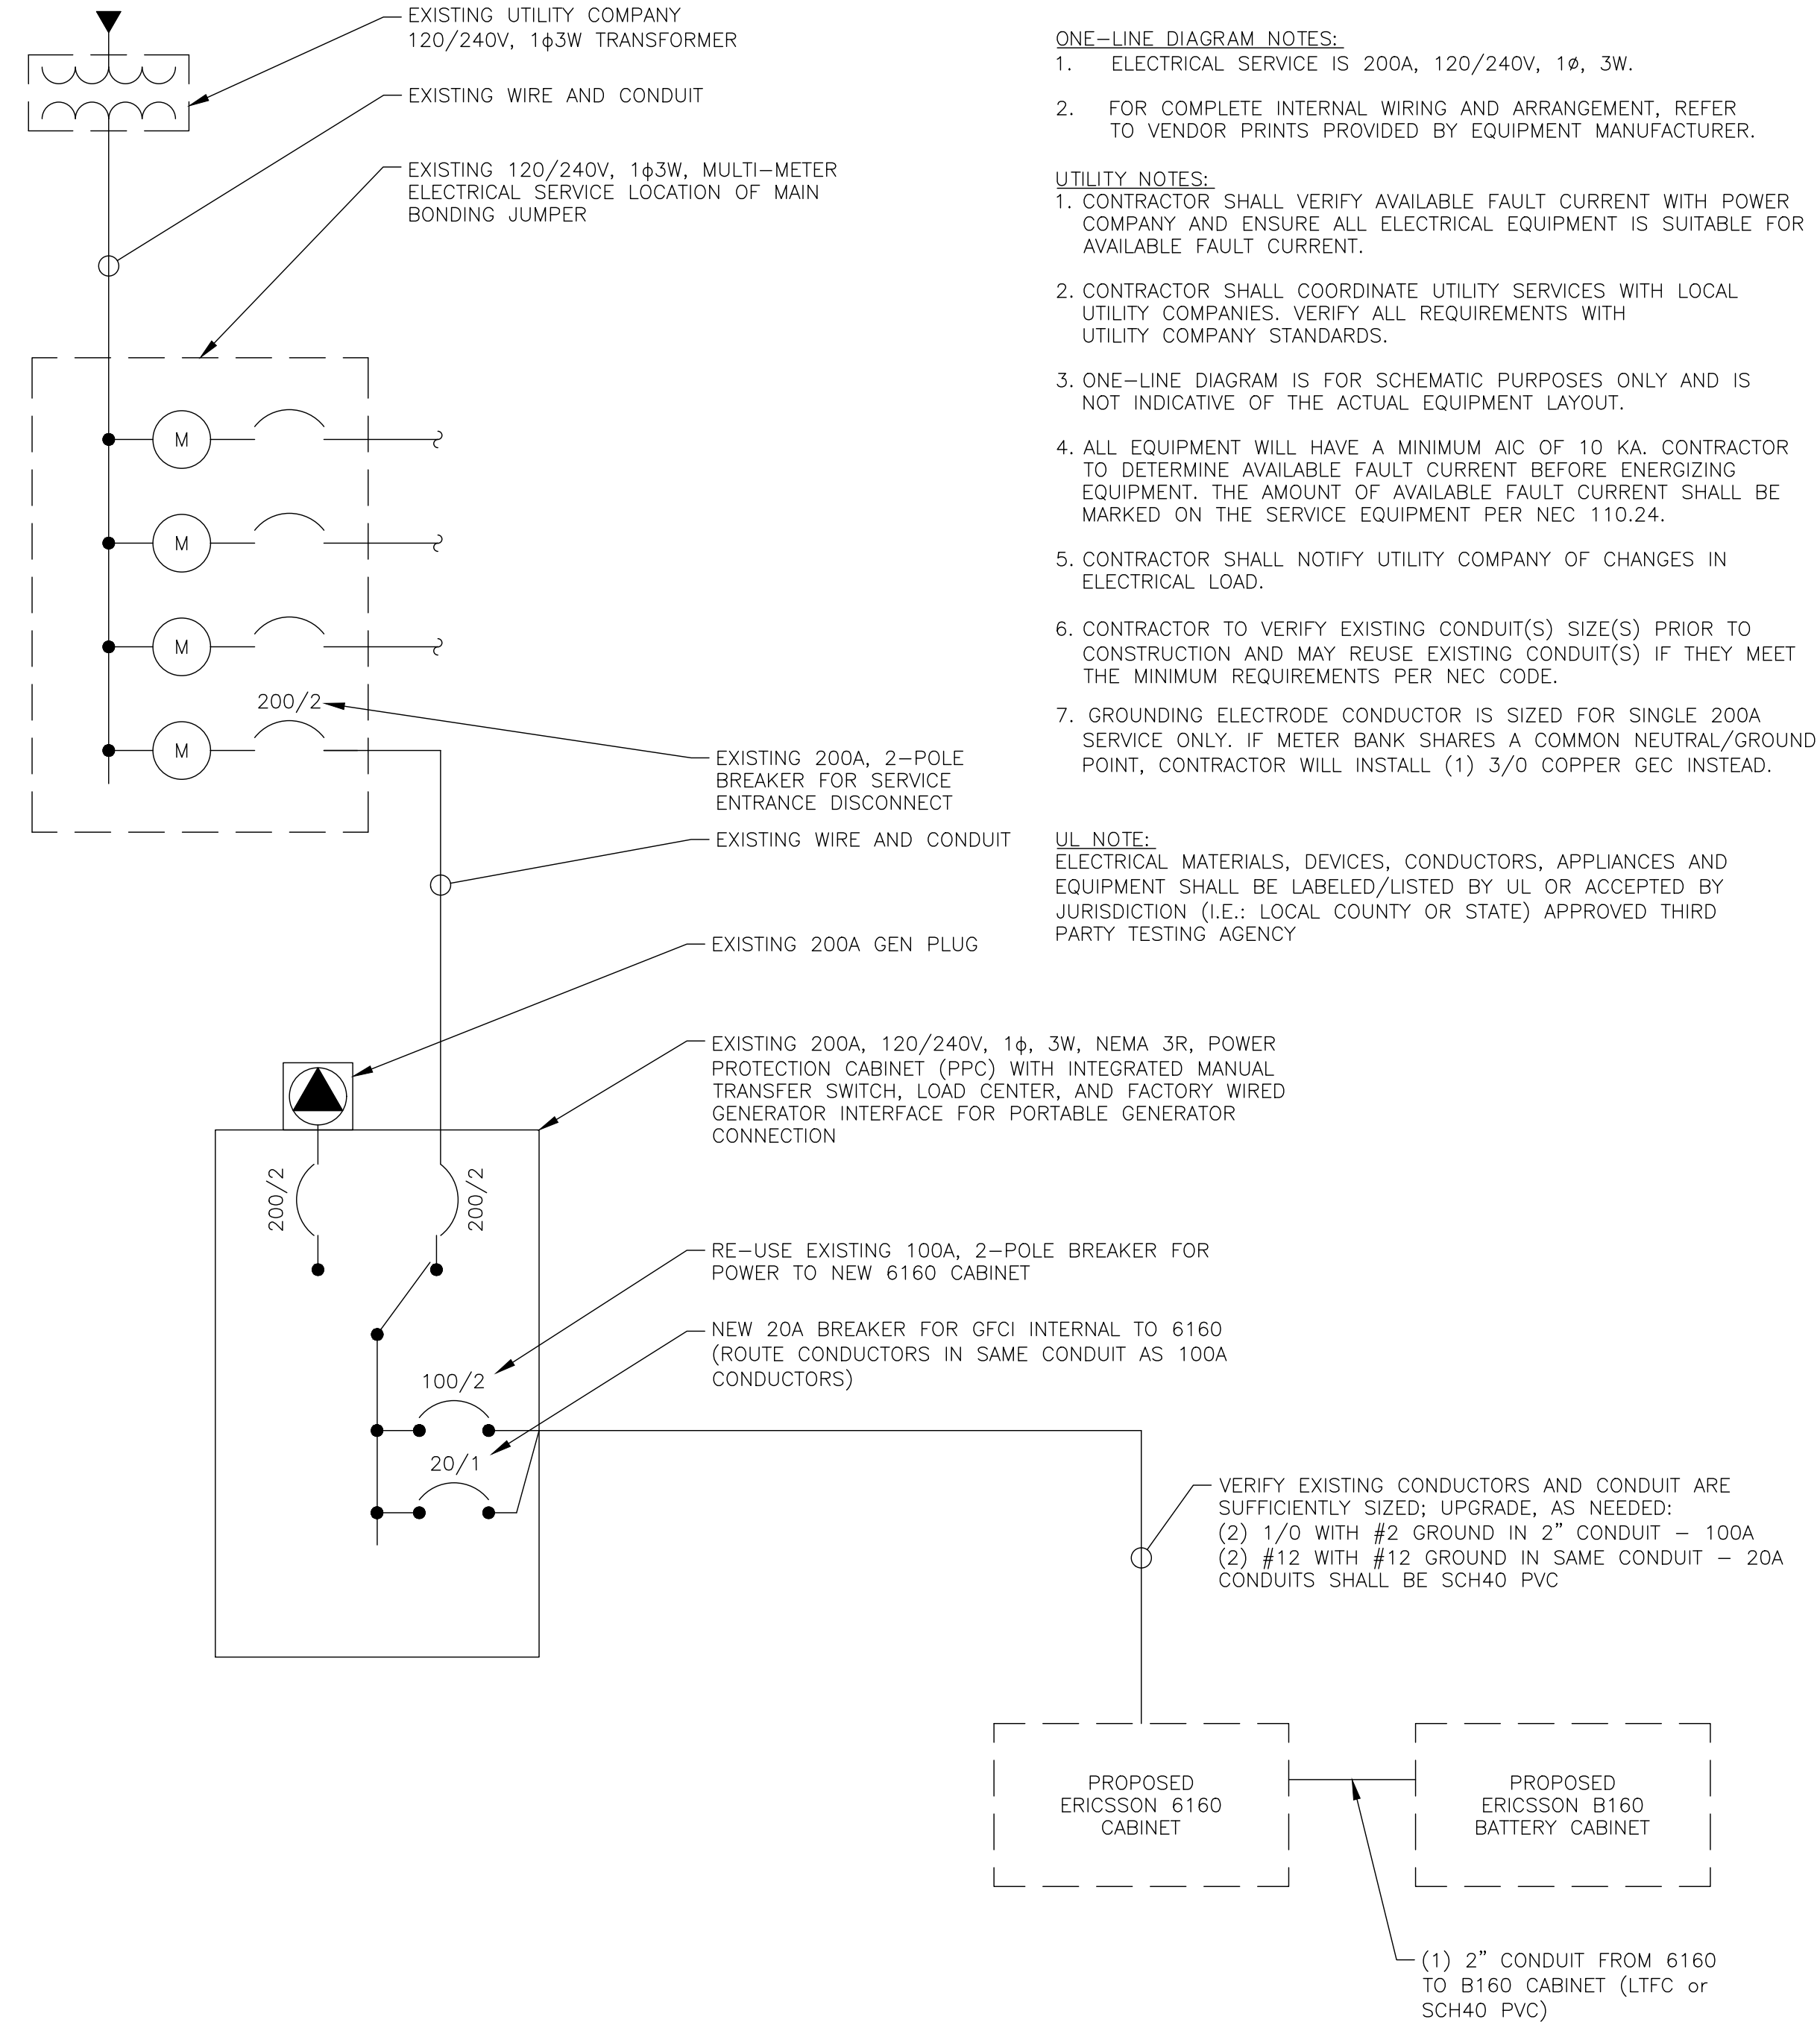 EXISTING UTILITY COMPANY
120/240V, 1ϕ3W TRANSFORMER
EXISTING WIRE AND CONDUIT
EXISTING 120/240V, 1ϕ3W, MULTI-METER
ELECTRICAL SERVICE LOCATION OF MAIN
BONDING JUMPER
M
M
M
200/2
M
EXISTING 200A, 2-POLE
BREAKER FOR SERVICE
ENTRANCE DISCONNECT
EXISTING WIRE AND CONDUIT
EXISTING 200A GEN PLUG
EXISTING 200A, 120/240V, 1ϕ, 3W, NEMA 3R, POWER
PROTECTION CABINET (PPC) WITH INTEGRATED MANUAL
TRANSFER SWITCH, LOAD CENTER, AND FACTORY WIRED
GENERATOR INTERFACE FOR PORTABLE GENERATOR
CONNECTION
200/2
200/2
RE-USE EXISTING 100A, 2-POLE BREAKER FOR
POWER TO NEW 6160 CABINET
NEW 20A BREAKER FOR GFCI INTERNAL TO 6160
(ROUTE CONDUCTORS IN SAME CONDUIT AS 100A
CONDUCTORS)
100/2
20/1
VERIFY EXISTING CONDUCTORS AND CONDUIT ARE
SUFFICIENTLY SIZED; UPGRADE, AS NEEDED:
(2) 1/0 WITH #2 GROUND IN 2" CONDUIT - 100A
(2) #12 WITH #12 GROUND IN SAME CONDUIT - 20A
CONDUITS SHALL BE SCH40 PVC
PROPOSED
ERICSSON 6160
CABINET
PROPOSED
ERICSSON B160
BATTERY CABINET
(1) 2" CONDUIT FROM 6160
TO B160 CABINET (LTFC or
SCH40 PVC)
ONE-LINE DIAGRAM NOTES:
1. ELECTRICAL SERVICE IS 200A, 120/240V, 1ø, 3W.
2. FOR COMPLETE INTERNAL WIRING AND ARRANGEMENT, REFER
TO VENDOR PRINTS PROVIDED BY EQUIPMENT MANUFACTURER.
UTILITY NOTES:
1. CONTRACTOR SHALL VERIFY AVAILABLE FAULT CURRENT WITH POWER
COMPANY AND ENSURE ALL ELECTRICAL EQUIPMENT IS SUITABLE FOR
AVAILABLE FAULT CURRENT.
2. CONTRACTOR SHALL COORDINATE UTILITY SERVICES WITH LOCAL
UTILITY COMPANIES. VERIFY ALL REQUIREMENTS WITH
UTILITY COMPANY STANDARDS.
3. ONE-LINE DIAGRAM IS FOR SCHEMATIC PURPOSES ONLY AND IS
NOT INDICATIVE OF THE ACTUAL EQUIPMENT LAYOUT.
4. ALL EQUIPMENT WILL HAVE A MINIMUM AIC OF 10 KA. CONTRACTOR
TO DETERMINE AVAILABLE FAULT CURRENT BEFORE ENERGIZING
EQUIPMENT. THE AMOUNT OF AVAILABLE FAULT CURRENT SHALL BE
MARKED ON THE SERVICE EQUIPMENT PER NEC 110.24.
5. CONTRACTOR SHALL NOTIFY UTILITY COMPANY OF CHANGES IN
ELECTRICAL LOAD.
6. CONTRACTOR TO VERIFY EXISTING CONDUIT(S) SIZE(S) PRIOR TO
CONSTRUCTION AND MAY REUSE EXISTING CONDUIT(S) IF THEY MEET
THE MINIMUM REQUIREMENTS PER NEC CODE.
7. GROUNDING ELECTRODE CONDUCTOR IS SIZED FOR SINGLE 200A
SERVICE ONLY. IF METER BANK SHARES A COMMON NEUTRAL/GROUND
POINT, CONTRACTOR WILL INSTALL (1) 3/0 COPPER GEC INSTEAD.
UL NOTE:
ELECTRICAL MATERIALS, DEVICES, CONDUCTORS, APPLIANCES AND
EQUIPMENT SHALL BE LABELED/LISTED BY UL OR ACCEPTED BY
JURISDICTION (I.E.: LOCAL COUNTY OR STATE) APPROVED THIRD
PARTY TESTING AGENCY